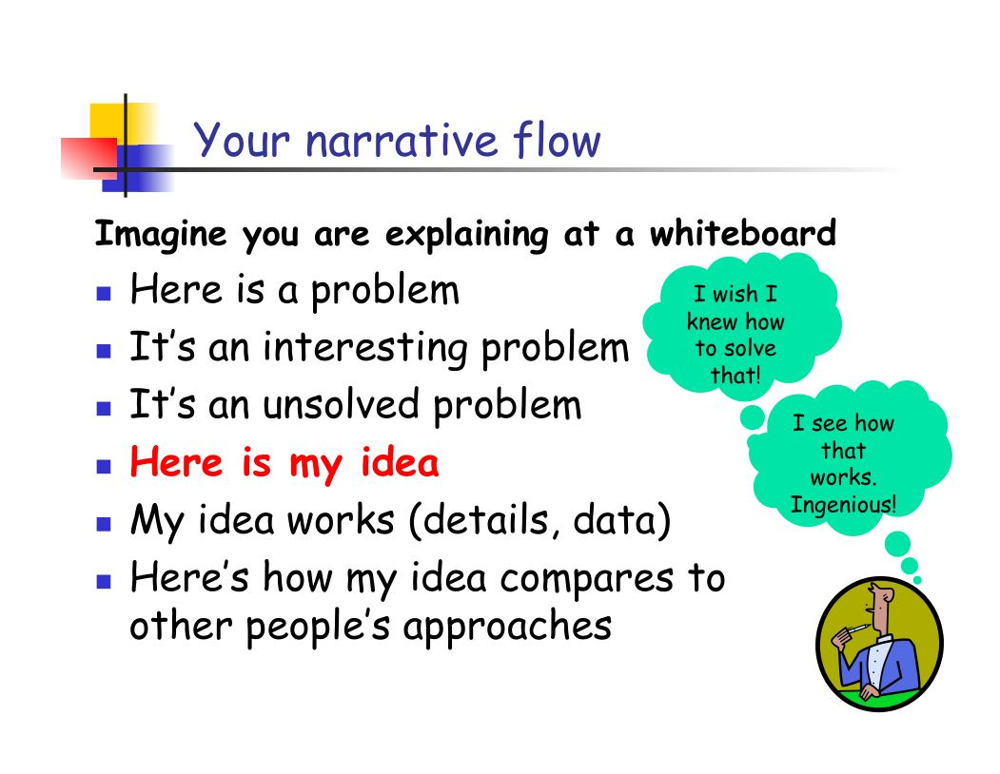 Your narrative flow
Imagine you are explaining at a whiteboard
Here is a problem
It’s an interesting problem
It’s an unsolved problem
Here is my idea
My idea works (details, data)
Here’s how my idea compares to
other people’s approaches
I wish I
knew how
to solve
that!
I see how
that
works.
Ingenious!